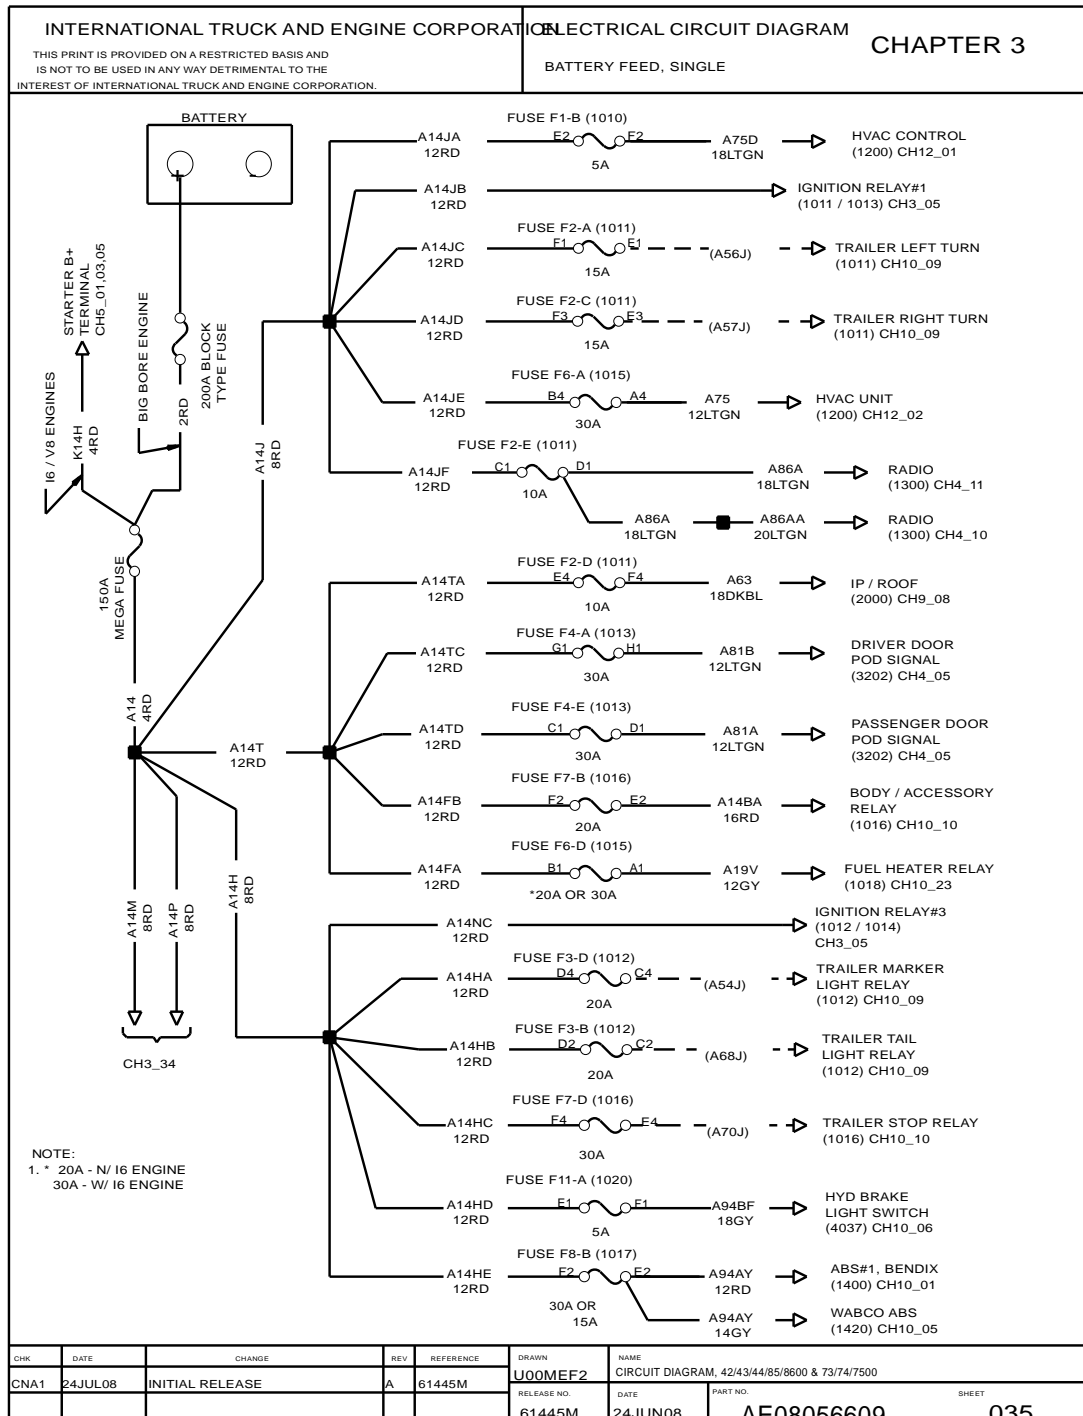 INTERNATIONAL TRUCK AND ENGINE CORPORATION
THIS PRINT IS PROVIDED ON A RESTRICTED BASIS AND
IS NOT TO BE USED IN ANY WAY DETRIMENTAL TO THE
INTEREST OF INTERNATIONAL TRUCK AND ENGINE CORPORATION.
ELECTRICAL CIRCUIT DIAGRAM
BATTERY FEED, SINGLE
CHAPTER 3
BATTERY
+ -
STARTER B+
TERMINAL
CH5_01,03,05
BIG BORE ENGINE
200A BLOCK
TYPE FUSE
I6 / V8 ENGINES
K14H
4RD
2RD
A14J
8RD
150A
MEGA FUSE
A14
4RD
A14T
12RD
A14M
8RD
A14P
8RD
A14H
8RD
CH3_34
FUSE F1-B (1010)
A14JA
12RD
E2 F2
5A
A75D
18LTGN
HVAC CONTROL
(1200) CH12_01
A14JB
12RD
IGNITION RELAY#1
(1011 / 1013) CH3_05
FUSE F2-A (1011)
A14JC
12RD
F1 E1
15A
(A56J)
TRAILER LEFT TURN
(1011) CH10_09
FUSE F2-C (1011)
A14JD
12RD
F3 E3
15A
(A57J)
TRAILER RIGHT TURN
(1011) CH10_09
FUSE F6-A (1015)
A14JE
12RD
B4 A4
30A
A75
12LTGN
HVAC UNIT
(1200) CH12_02
FUSE F2-E (1011)
A14JF
12RD
C1 D1
10A
A86A
18LTGN
RADIO
(1300) CH4_11
A86A
18LTGN
A86AA
20LTGN
RADIO
(1300) CH4_10
FUSE F2-D (1011)
A14TA
12RD
E4 F4
10A
A63
18DKBL
IP / ROOF
(2000) CH9_08
FUSE F4-A (1013)
A14TC
12RD
G1 H1
30A
A81B
12LTGN
DRIVER DOOR
POD SIGNAL
(3202) CH4_05
FUSE F4-E (1013)
A14TD
12RD
C1 D1
30A
A81A
12LTGN
PASSENGER DOOR
POD SIGNAL
(3202) CH4_05
FUSE F7-B (1016)
A14FB
12RD
F2 E2
20A
A14BA
16RD
BODY / ACCESSORY
RELAY
(1016) CH10_10
FUSE F6-D (1015)
A14FA
12RD
B1 A1
*20A OR 30A
A19V
12GY
FUEL HEATER RELAY
(1018) CH10_23
A14NC
12RD
IGNITION RELAY#3
(1012 / 1014)
CH3_05
FUSE F3-D (1012)
A14HA
12RD
D4 C4
20A
(A54J)
TRAILER MARKER
LIGHT RELAY
(1012) CH10_09
FUSE F3-B (1012)
A14HB
12RD
D2 C2
20A
(A68J)
TRAILER TAIL
LIGHT RELAY
(1012) CH10_09
FUSE F7-D (1016)
A14HC
12RD
F4 E4
30A
(A70J)
TRAILER STOP RELAY
(1016) CH10_10
FUSE F11-A (1020)
A14HD
12RD
E1 F1
5A
A94BF
18GY
HYD BRAKE
LIGHT SWITCH
(4037) CH10_06
FUSE F8-B (1017)
A14HE
12RD
F2 E2
30A OR
15A
A94AY
12RD
ABS#1, BENDIX
(1400) CH10_01
A94AY
14GY
WABCO ABS
(1420) CH10_05
NOTE:
1. * 20A - N/ I6 ENGINE
30A - W/ I6 ENGINE
CHK DATE CHANGE REV REFERENCE
CNA1 24JUL08 INITIAL RELEASE A 61445M
DRAWN
U00MEF2
NAME
CIRCUIT DIAGRAM, 42/43/44/85/8600 & 73/74/7500
RELEASE NO.
61445M
DATE
24JUN08
PART NO.
AE08056609
SHEET
035